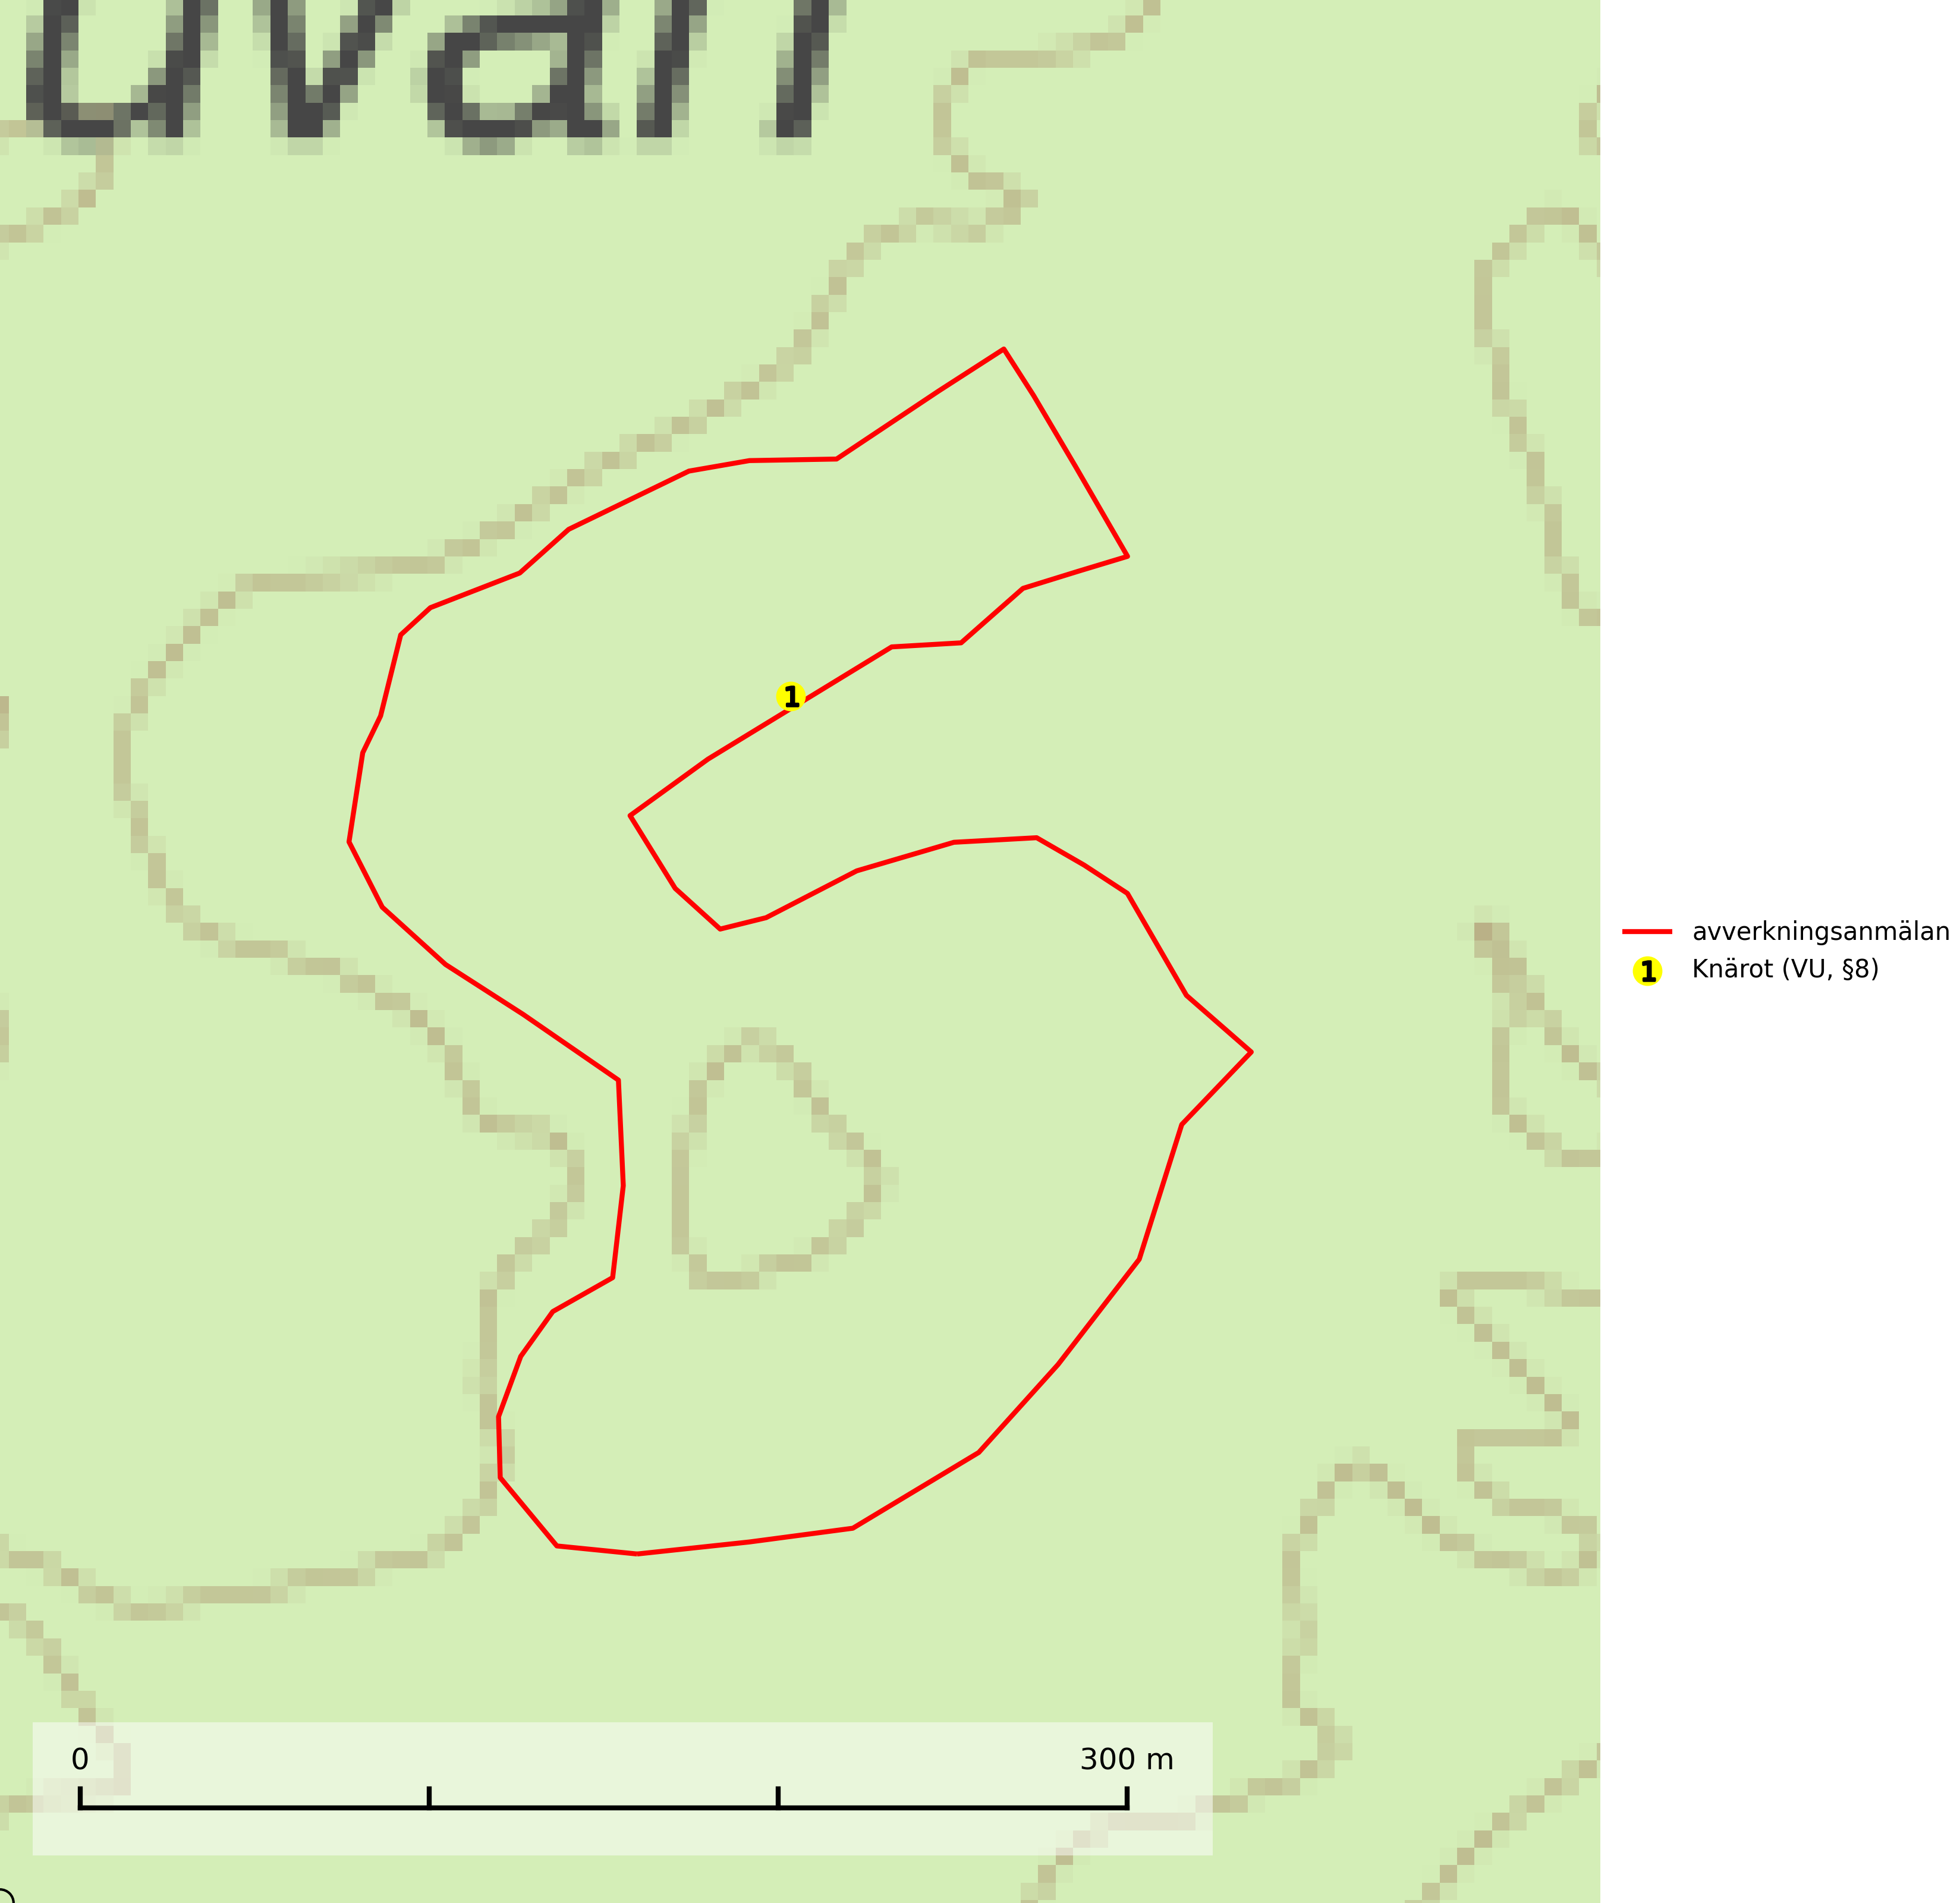 1
avverkningsanmälan
1 Knärot (VU, §8)
0 300 m